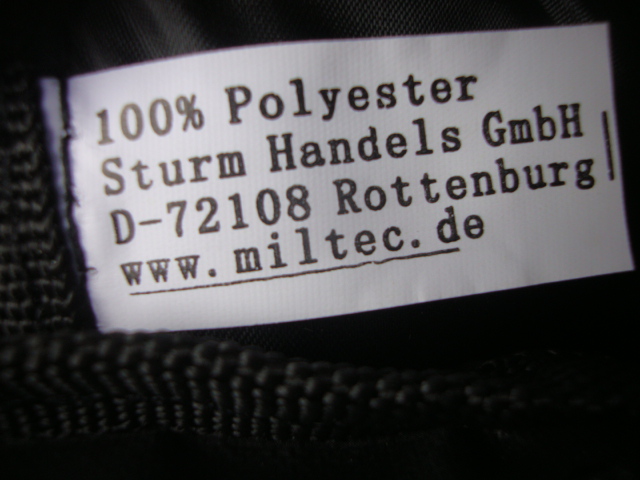 100% Polyester
Sturm Handels GmbH
D-72108 Rottenburg
www.miltec.de